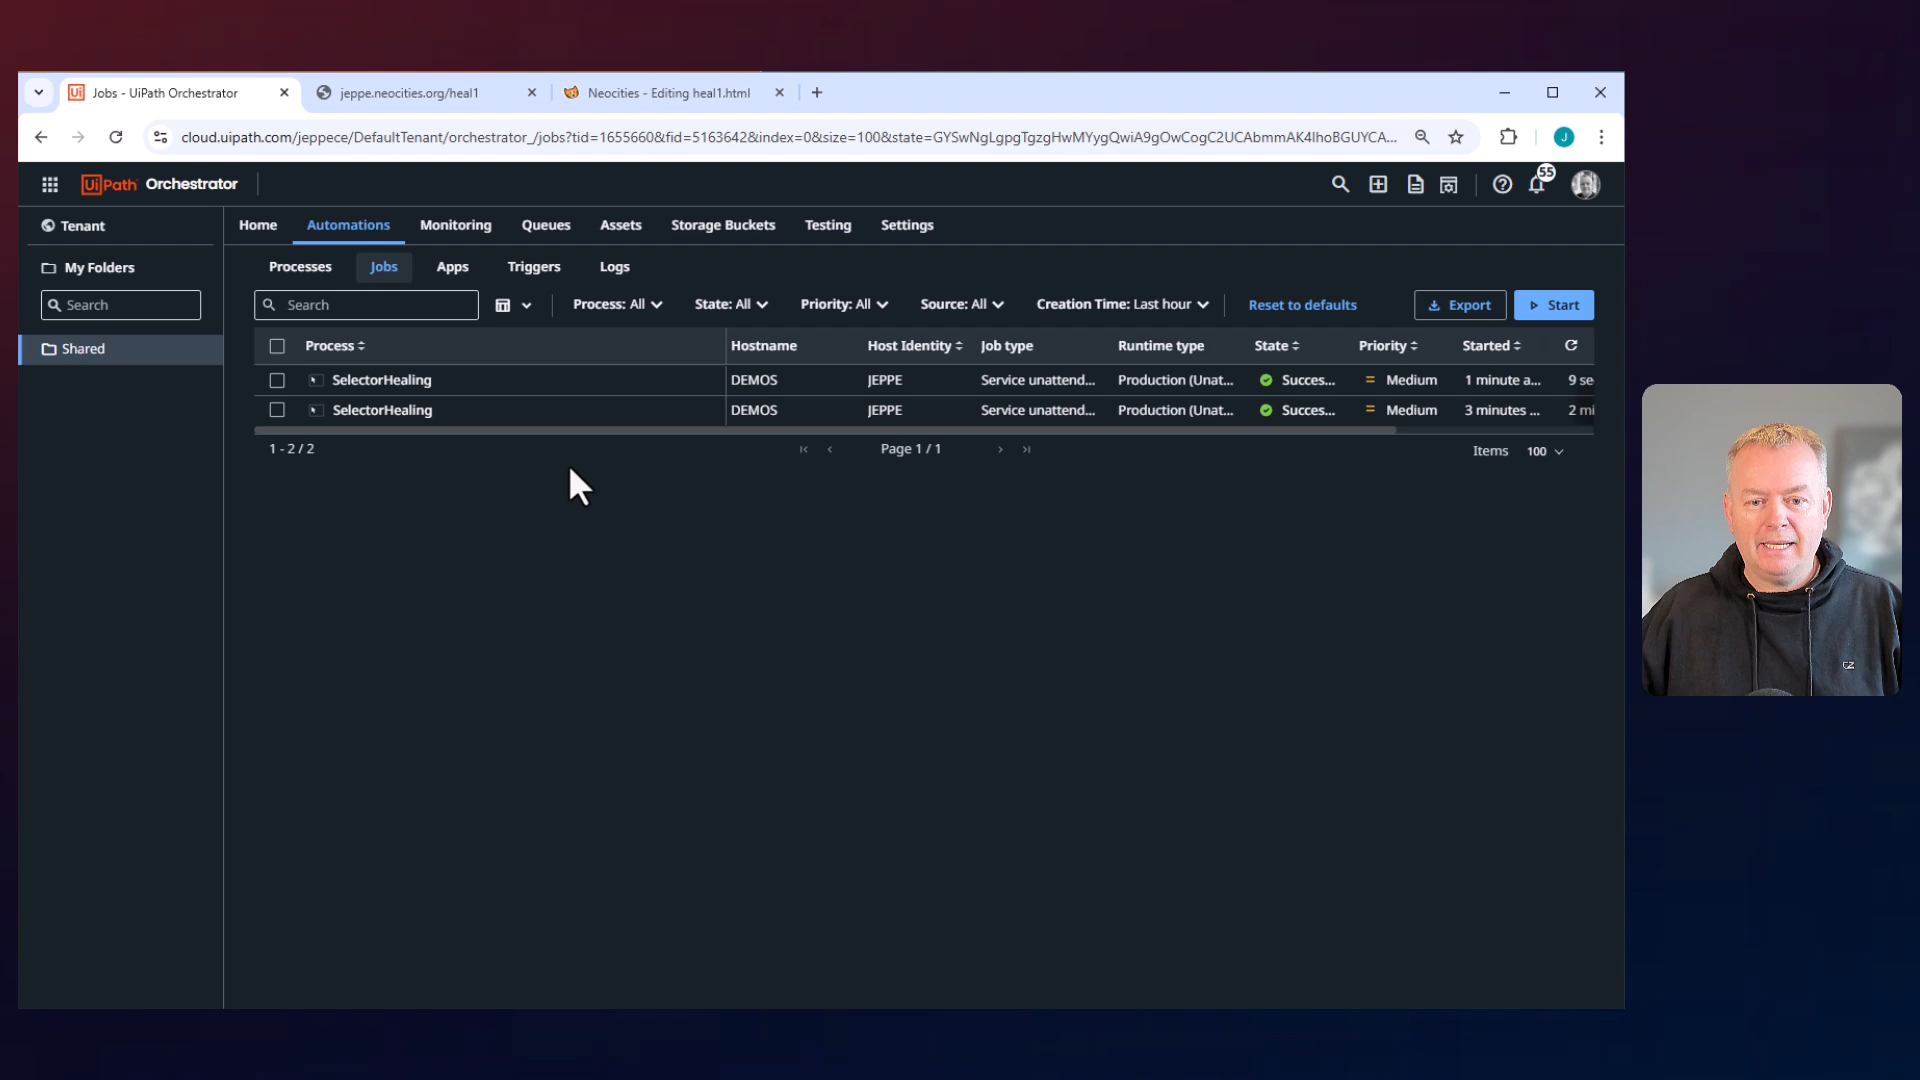 Jobs - UiPath Orchestrator
jeppe.neocities.org/heal1
Neocities - Editing heal1.html
cloud.uipath.com/jeppece/DefaultTenant/orchestrator_/jobs?tid=1655660&fid=5163642&index=0&size=100&state=GYSwNgLgpgTgzgHwMYygQwiA9gOwCogC2UCAbmmAK4IhoBGUYCA...
J
UiPath Orchestrator
55
Tenant
Home Automations Monitoring Queues Assets Storage Buckets Testing Settings
My Folders
Search
Shared
Processes Jobs Apps Triggers Logs
Search
Process: All State: All Priority: All Source: All Creation Time: Last hour Reset to defaults Export Start
Process Hostname Host Identity Job type Runtime type State Priority Started
SelectorHealing DEMOS JEPPE Service unattend... Production (Unat... Succes... Medium 1 minute a... 9 se
SelectorHealing DEMOS JEPPE Service unattend... Production (Unat... Succes... Medium 3 minutes ... 2 mi
1 - 2 / 2 Page 1 / 1 Items 100